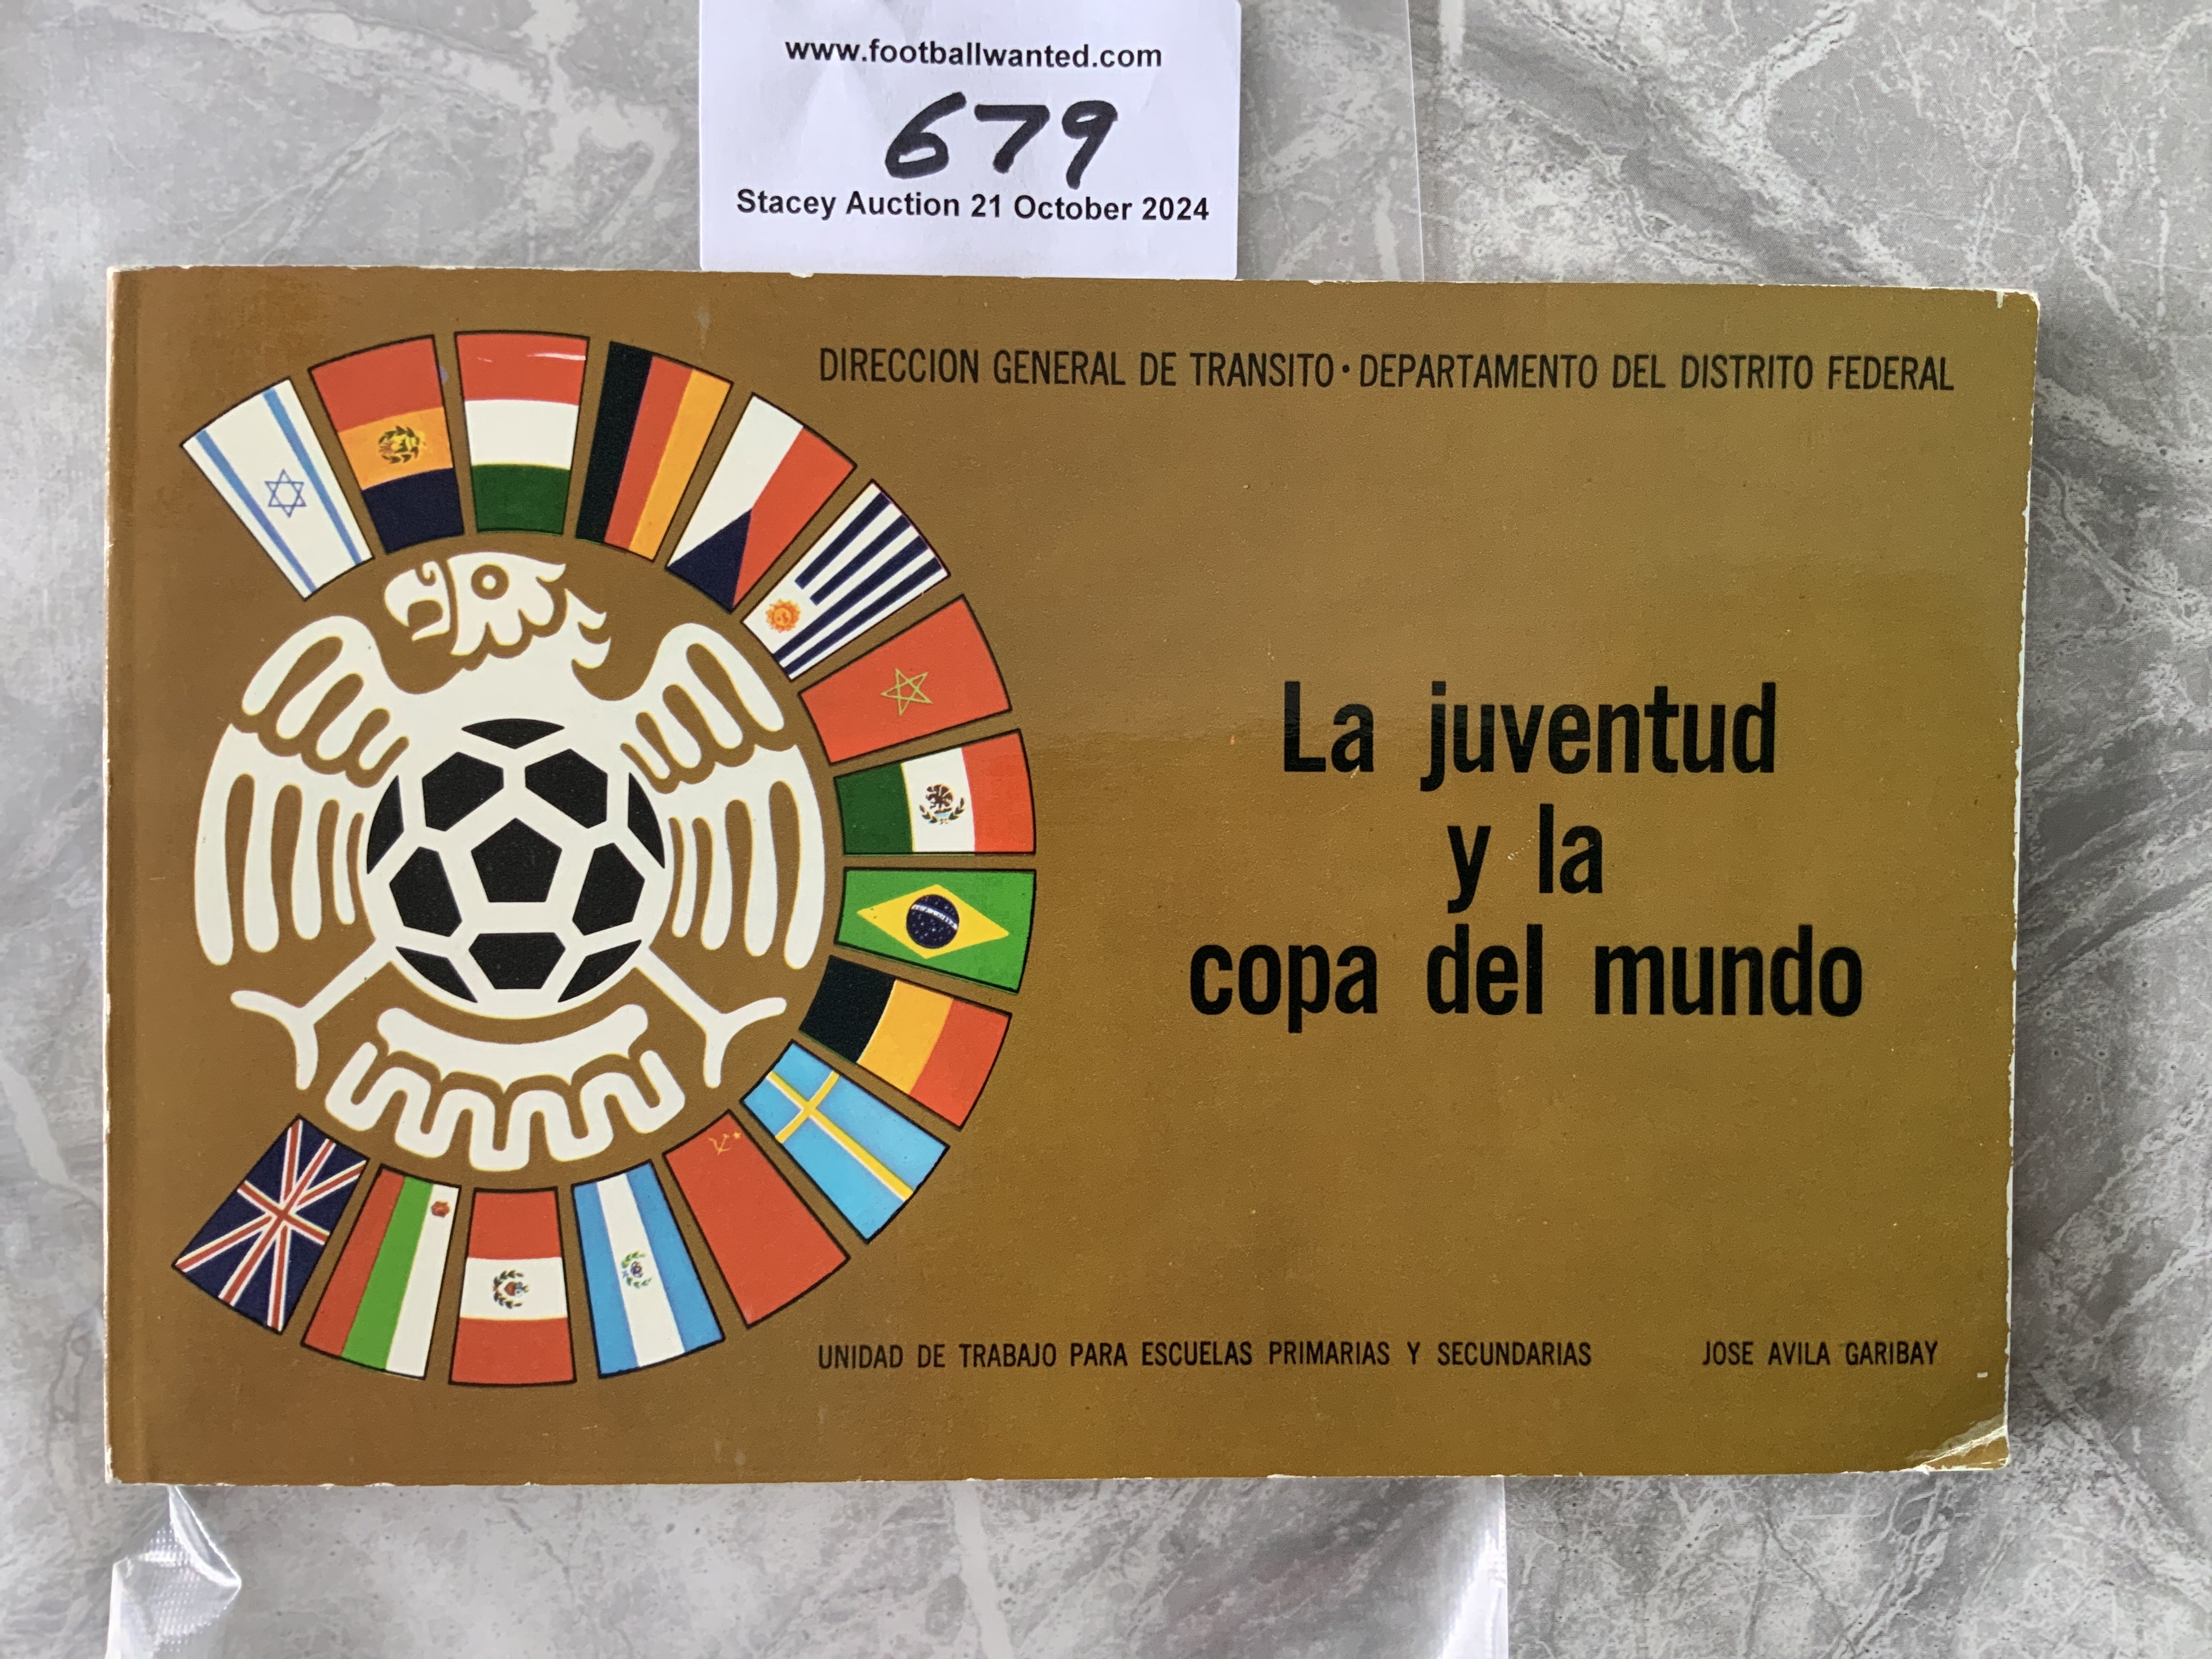 www.footballwanted.com
679
Stacey Auction 21 October 2024
DIRECCION GENERAL DE TRANSITO · DEPARTAMENTO DEL DISTRITO FEDERAL
La juventud
y la
copa del mundo
UNIDAD DE TRABAJO PARA ESCUELAS PRIMARIAS Y SECUNDARIAS
JOSE AVILA GARIBAY